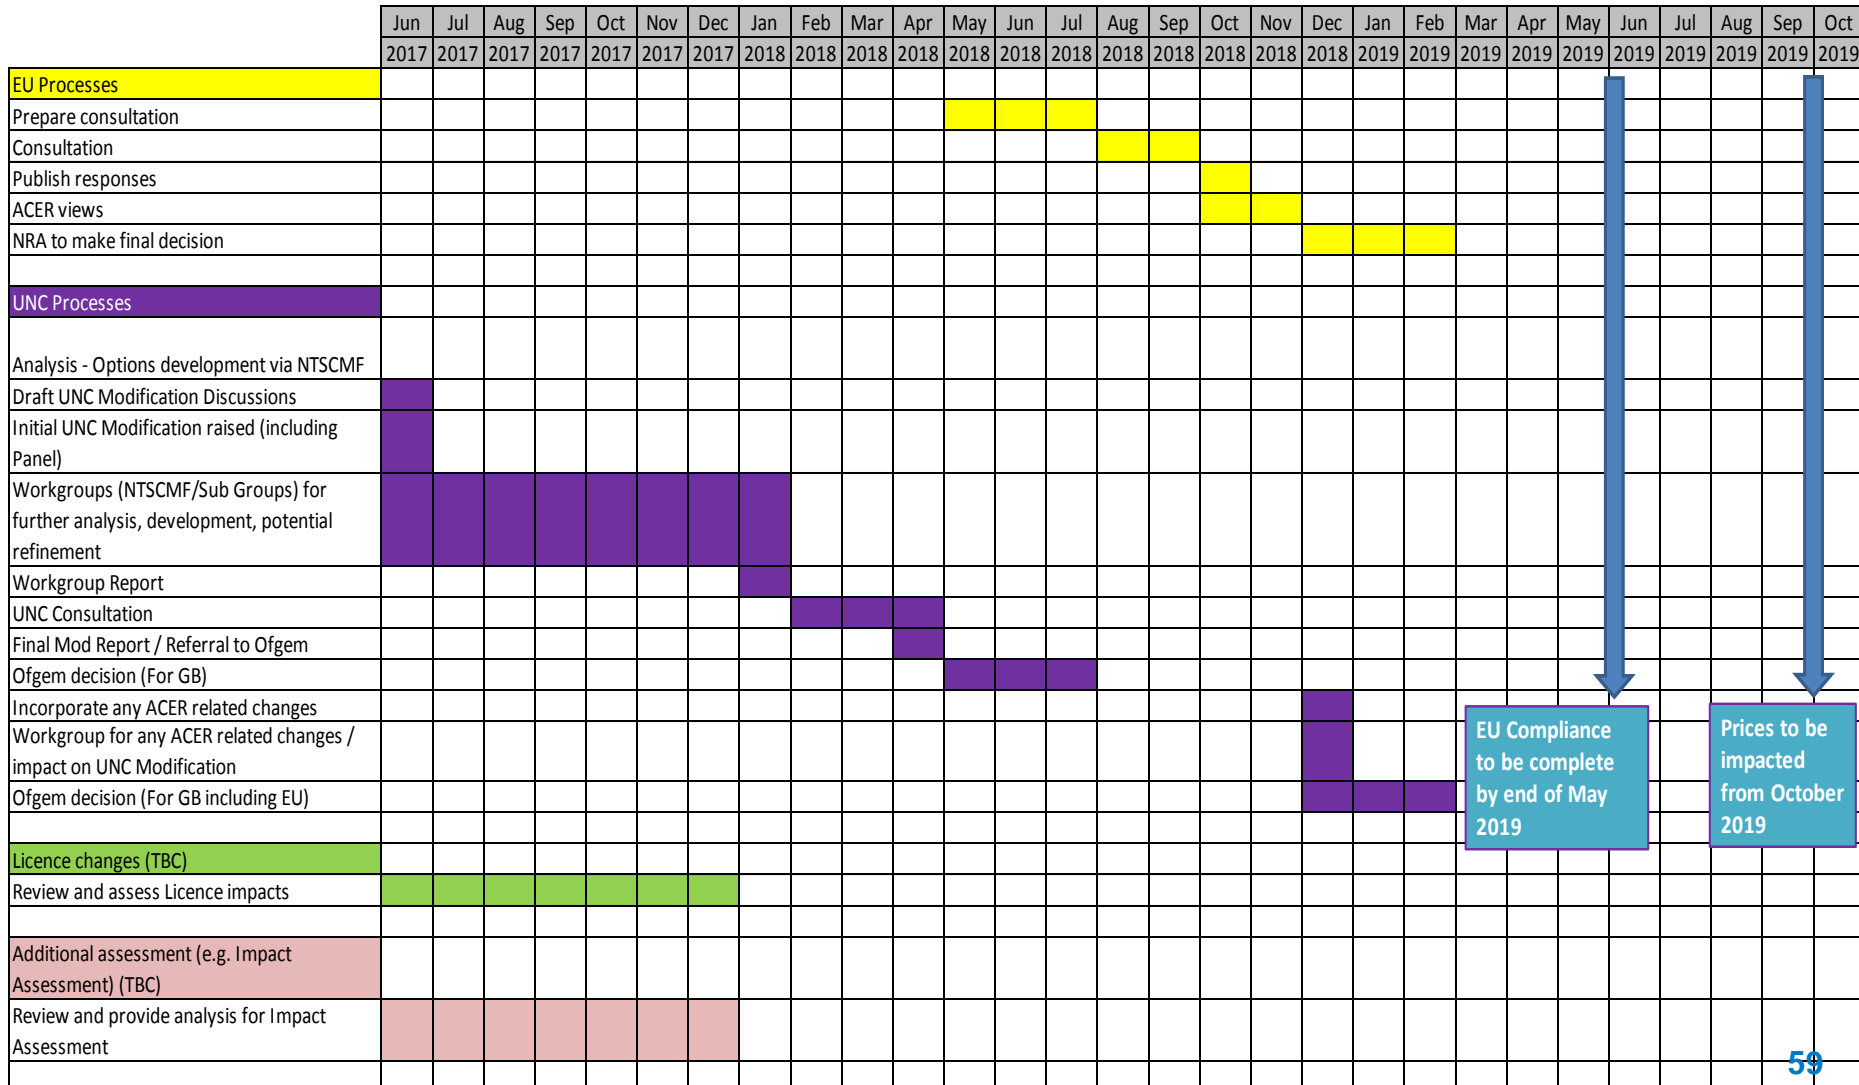 Jun Jul Aug Sep Oct Nov Dec Jan Feb Mar Apr May Jun Jul Aug Sep Oct Nov Dec Jan Feb Mar Apr May Jun Jul Aug Sep Oct
2017 2017 2017 2017 2017 2017 2017 2018 2018 2018 2018 2018 2018 2018 2018 2018 2018 2018 2018 2019 2019 2019 2019 2019 2019 2019 2019 2019 2019
EU Processes
Prepare consultation
Consultation
Publish responses
ACER views
NRA to make final decision
UNC Processes
Analysis - Options development via NTSCMF
Draft UNC Modification Discussions
Initial UNC Modification raised (including
Panel)
Workgroups (NTSCMF/Sub Groups) for
further analysis, development, potential
refinement
Workgroup Report
UNC Consultation
Final Mod Report / Referral to Ofgem
Ofgem decision (For GB)
Incorporate any ACER related changes
Workgroup for any ACER related changes /
impact on UNC Modification
Ofgem decision (For GB including EU)
EU Compliance
to be complete
by end of May
2019
Prices to be
impacted
from October
2019
Licence changes (TBC)
Review and assess Licence impacts
Additional assessment (e.g. Impact
Assessment) (TBC)
Review and provide analysis for Impact
Assessment
59